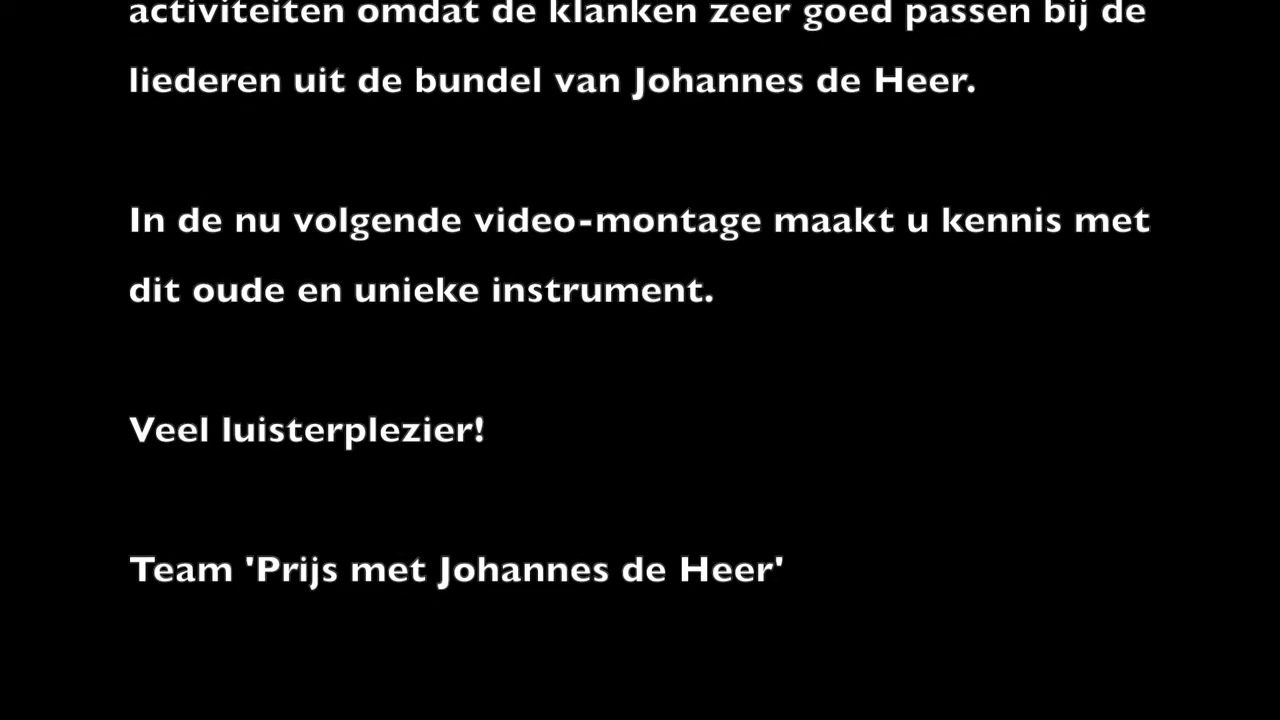 activiteiten omdat de klanken zeer goed passen bij de
liederen uit de bundel van Johannes de Heer.
In de nu volgende video-montage maakt u kennis met
dit oude en unieke instrument.
Veel luisterplezier!
Team 'Prijs met Johannes de Heer'